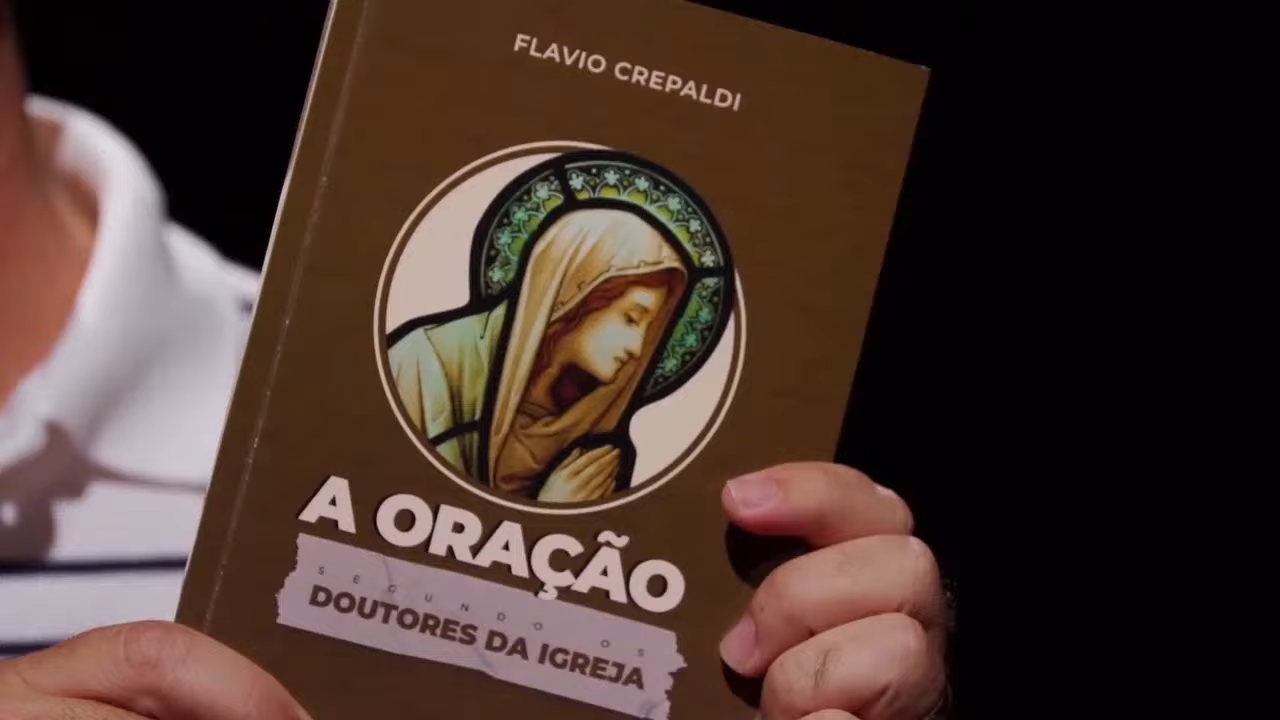 FLAVIO CREPALDI
A ORAÇÃO
SEGUNDO OS
DOUTORES DA IGREJA